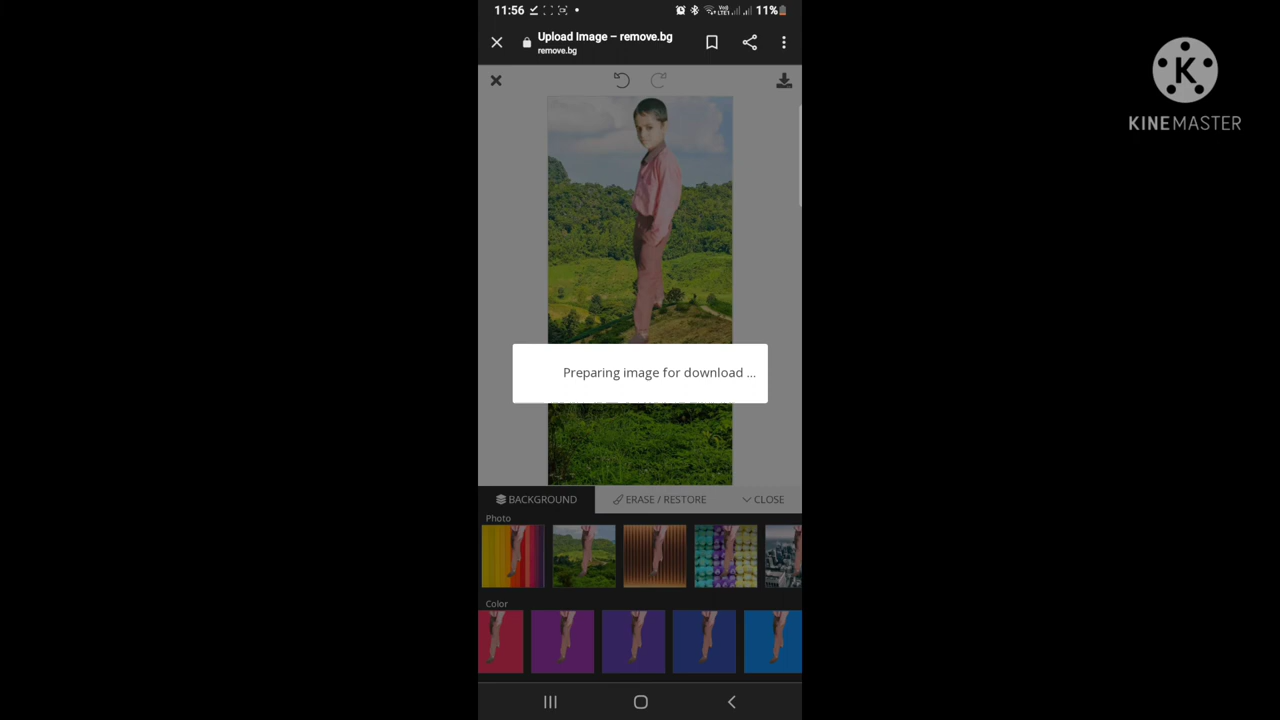 11:56
11%
Upload Image – remove.bg
remove.bg
KINEMASTER
Preparing image for download ...
BACKGROUND
ERASE / RESTORE
CLOSE
Photo
Color